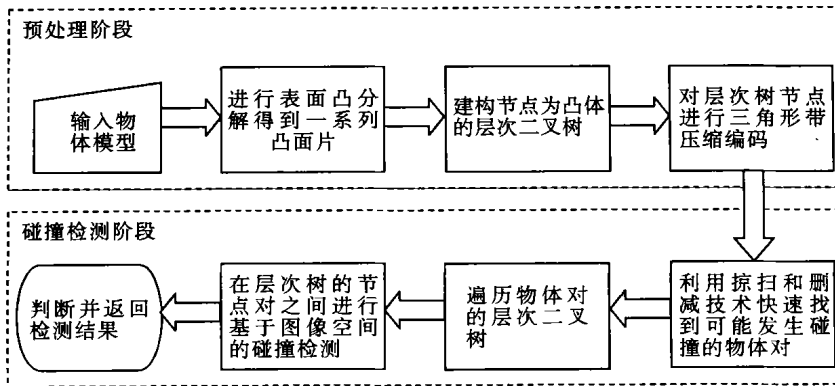 预处理阶段
输入物
体模型
进行表面凸分
解得到一系列
凸面片
建构节点为凸体
的层次二叉树
对层次树节点
进行三角形带
压缩编码
碰撞检测阶段
判断并返回
检测结果
在层次树的节
点对之间进行
基于图像空间
的碰撞检测
遍历物体对
的层次二叉
树
利用掠扫和删
减技术快速找
到可能发生碰
撞的物体对